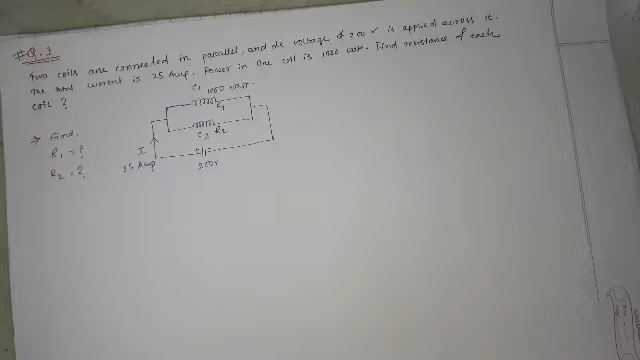 # Q.1
Two coils are connected in parallel, and dc voltage of 200 V is applied across it.
The total current is 25 Amp. Power in one coil is 1500 watt. Find resistance of each
coil ?
C1 1500 watt.
R1
⇒ Find,
R1 = ?
R2 = ?
C2 R2
I
25 Amp
200V